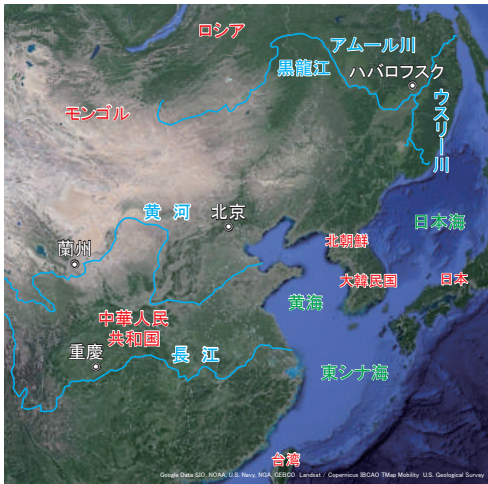 ロシア
アムール川
黒龍江
ハバロフスク
ウスリー川
モンゴル
黄河
北京
日本海
蘭州
北朝鮮
大韓民国
日本
黄海
中華人民
共和国
重慶
長江
東シナ海
台湾
Google Data SIO, NOAA, U.S. Navy, NGA, GEBCO Landsat / Copernicus IBCAO TMap Mobility U.S. Geological Survey